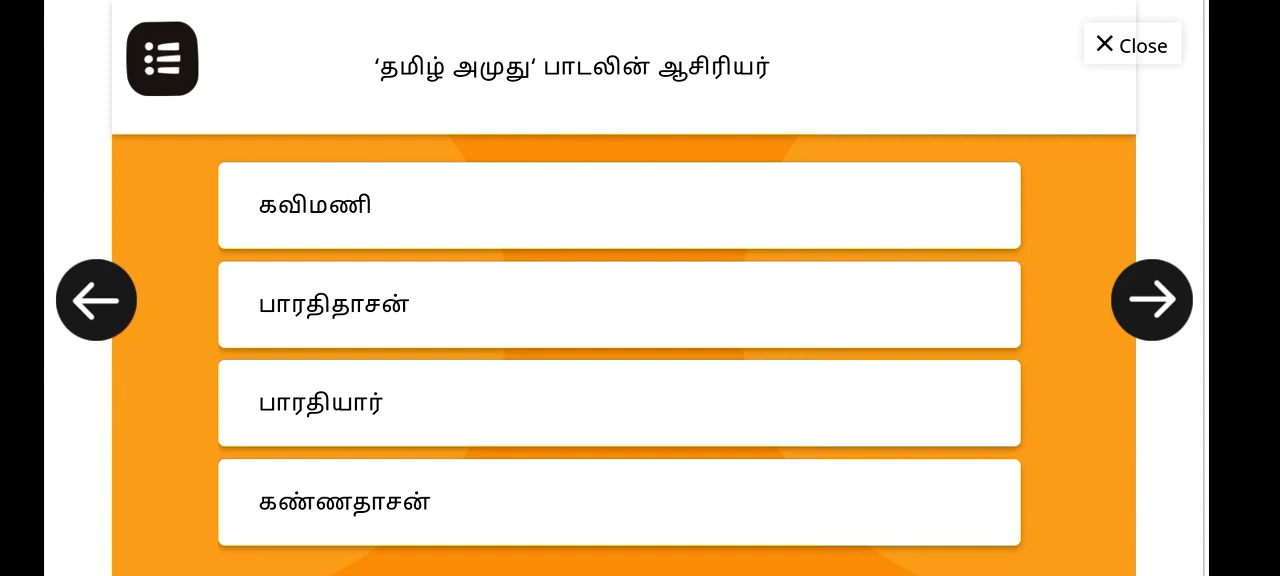 ‘தமிழ் அமுது‘ பாடலின் ஆசிரியர்
✕ Close
கவிமணி
பாரதிதாசன்
பாரதியார்
கண்ணதாசன்